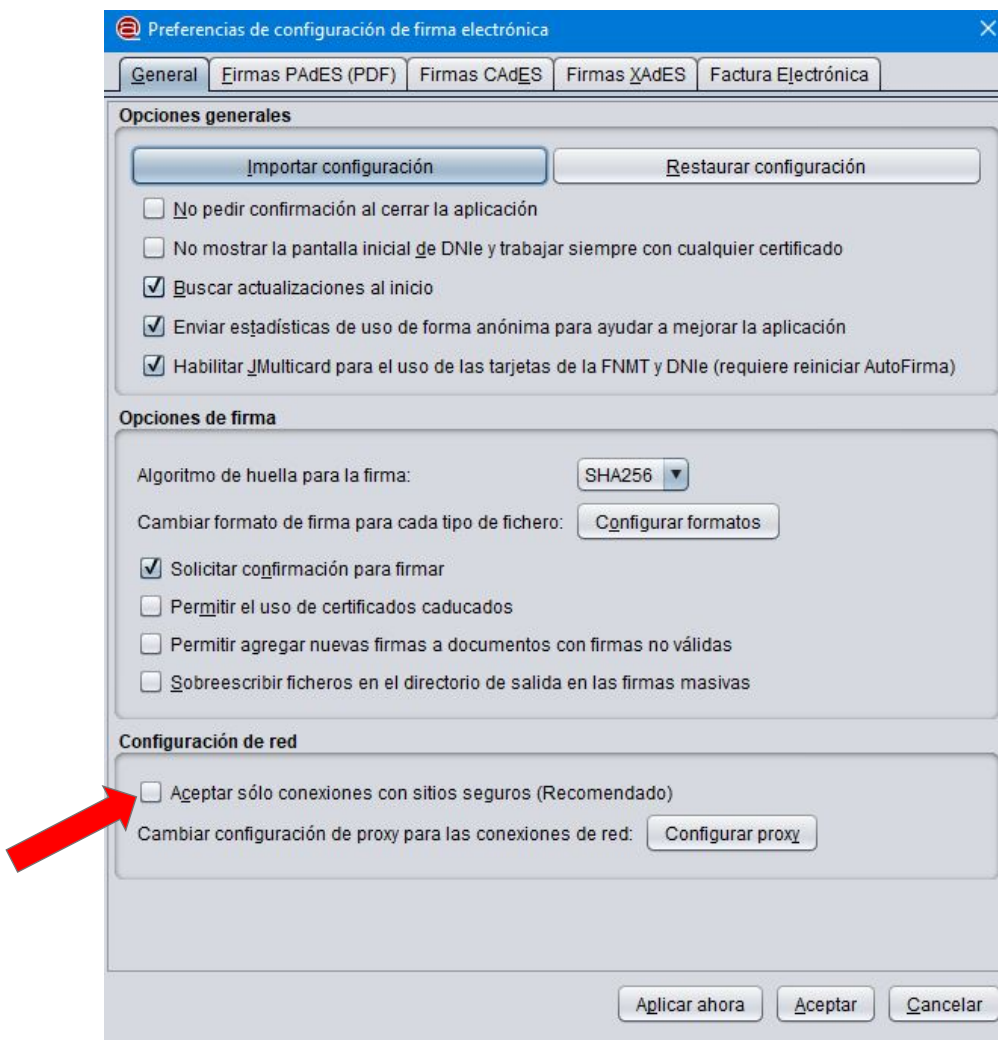 Preferencias de configuración de firma electrónica
General Firmas PAdES (PDF) Firmas CAdES Firmas XAdES Factura Electrónica
Opciones generales
Importar configuración Restaurar configuración
No pedir confirmación al cerrar la aplicación
No mostrar la pantalla inicial de DNIe y trabajar siempre con cualquier certificado
Buscar actualizaciones al inicio
Enviar estadísticas de uso de forma anónima para ayudar a mejorar la aplicación
Habilitar JMulticard para el uso de las tarjetas de la FNMT y DNIe (requiere reiniciar AutoFirma)
Opciones de firma
Algoritmo de huella para la firma: SHA256
Cambiar formato de firma para cada tipo de fichero: Configurar formatos
Solicitar confirmación para firmar
Permitir el uso de certificados caducados
Permitir agregar nuevas firmas a documentos con firmas no válidas
Sobreescribir ficheros en el directorio de salida en las firmas masivas
Configuración de red
Aceptar sólo conexiones con sitios seguros (Recomendado)
Cambiar configuración de proxy para las conexiones de red: Configurar proxy
Aplicar ahora Aceptar Cancelar